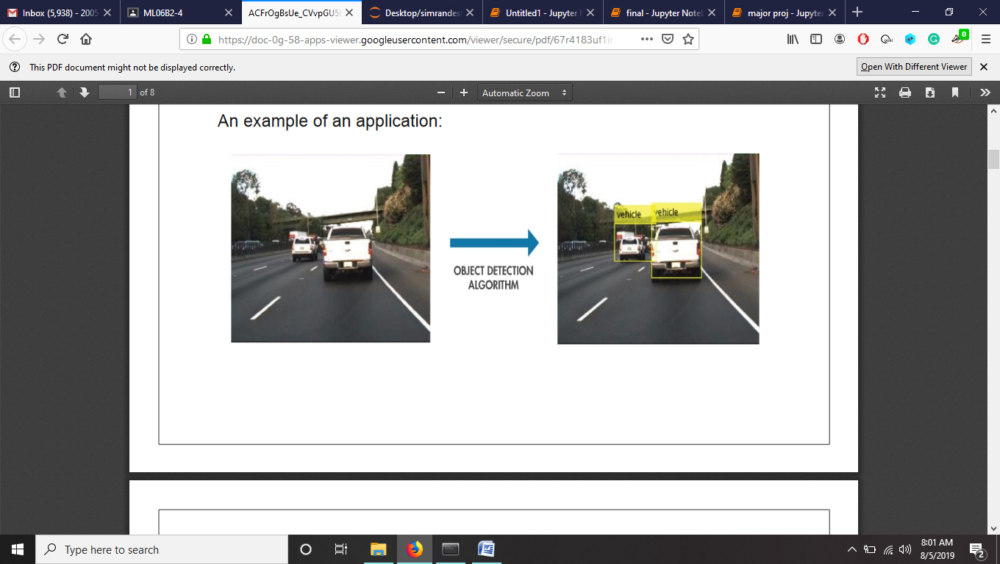 Inbox (5,938) - 2005
ML06B2-4
ACFrOgBsUe_CVvpGU5
Desktop/simrandes
Untitled1 - Jupyter N
final - Jupyter Note
major proj - Jupyter
https://doc-0g-58-apps-viewer.googleusercontent.com/viewer/secure/pdf/67r4183uf1ir
0
This PDF document might not be displayed correctly.
Open With Different Viewer
1 of 8
Automatic Zoom
An example of an application:
vehicle
vehicle
OBJECT DETECTION
ALGORITHM
Type here to search
8:01 AM
8/5/2019
2